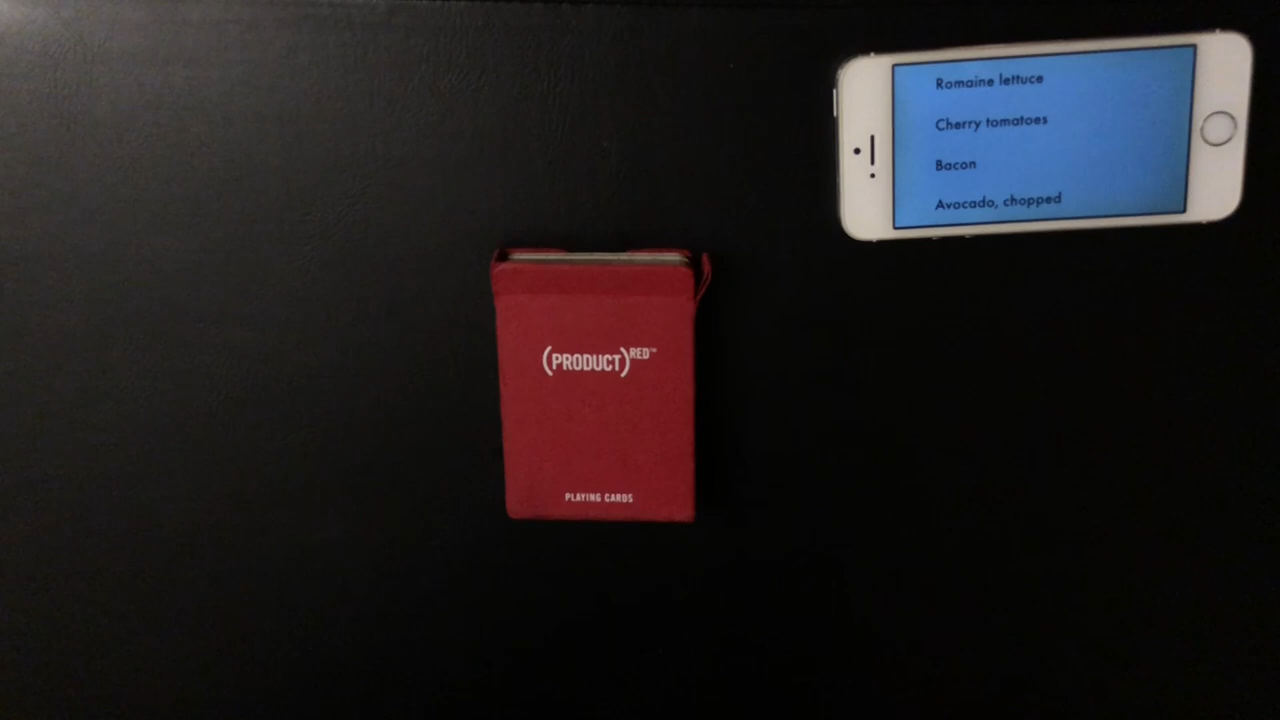 Romaine lettuce
Cherry tomatoes
Bacon
Avocado, chopped
(PRODUCT)RED™
PLAYING CARDS